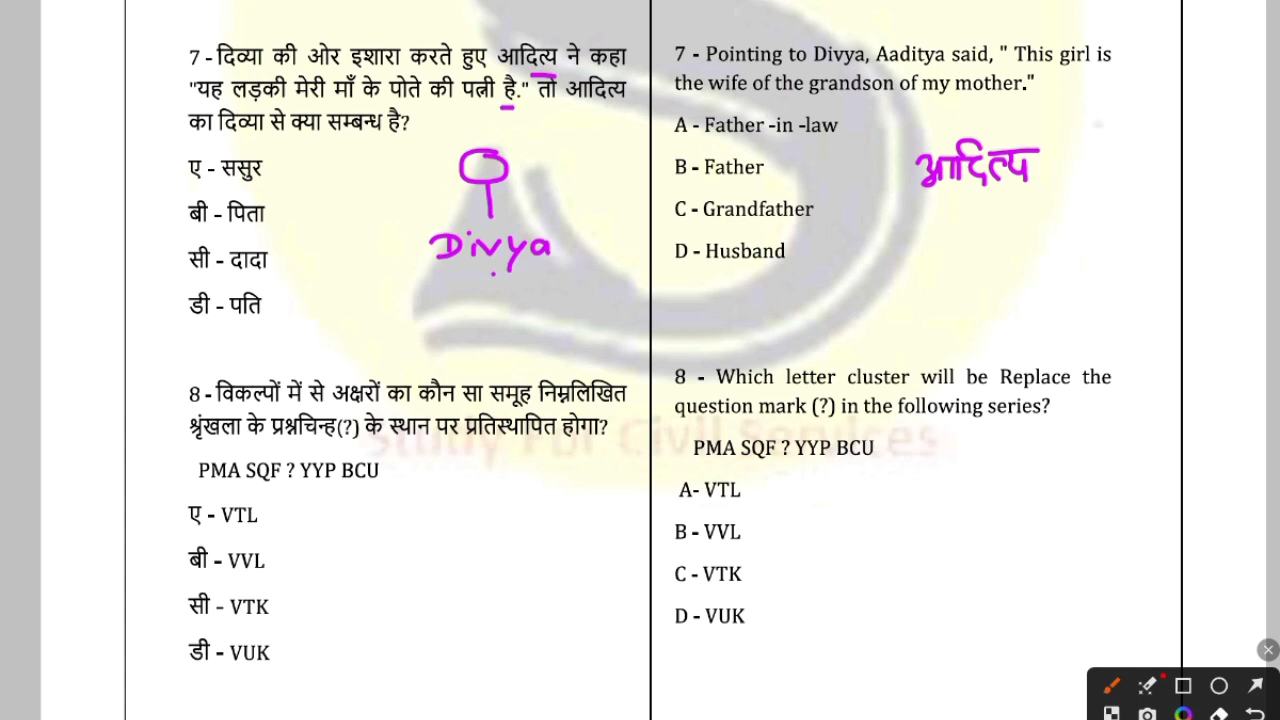 7 - दिव्या की ओर इशारा करते हुए आदित्य ने कहा
"यह लड़की मेरी माँ के पोते की पत्नी है." तो आदित्य
का दिव्या से क्या सम्बन्ध है?
ए - ससुर
बी - पिता
सी - दादा
डी - पति
Divya
8 - विकल्पों में से अक्षरों का कौन सा समूह निम्नलिखित
श्रृंखला के प्रश्नचिन्ह(?) के स्थान पर प्रतिस्थापित होगा?
PMA SQF ? YYP BCU
ए - VTL
बी - VVL
सी - VTK
डी - VUK
7 - Pointing to Divya, Aaditya said, " This girl is
the wife of the grandson of my mother."
A - Father -in -law
B - Father
C - Grandfather
D - Husband
आदित्य
8 - Which letter cluster will be Replace the
question mark (?) in the following series?
PMA SQF ? YYP BCU
A- VTL
B - VVL
C - VTK
D - VUK
Study For Civil Services